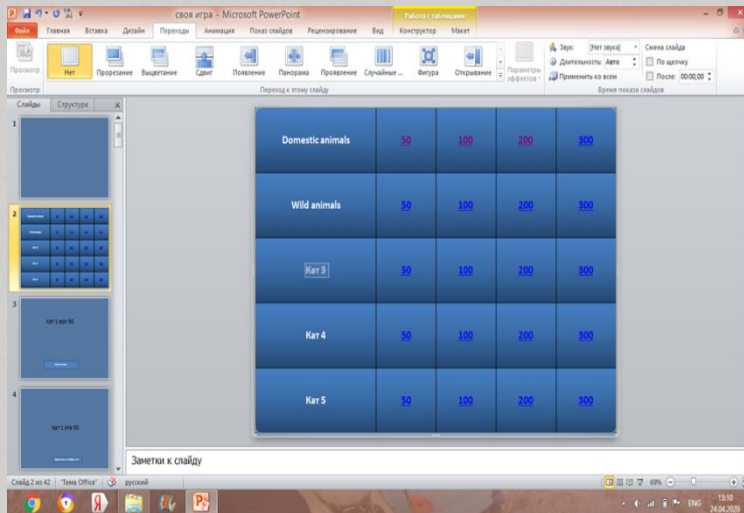 своя игра - Microsoft PowerPoint
Работа с таблицами
Файл Главная Вставка Дизайн Переходы Анимация Показ слайдов Рецензирование Вид Конструктор Макет
Просмотр
Нет Прорезание Выцветание Сдвиг Появление Панорама Проявление Случайные ... Фигура Открывание
Параметры эффектов
Звук: [Нет звука]
Длительность: Авто
Применить ко всем
Смена слайда
По щелчку
После: 00:00,00
Просмотр Переход к этому слайду Время показа слайдов
Слайды Структура
1
2
3
Кат 1 вопр 50
4
Кат 1 отв 50
Domestic animals 50 100 200 300
Wild animals 50 100 200 300
Кат 3 50 100 200 300
Кат 4 50 100 200 300
Кат 5 50 100 200 300
Заметки к слайду
Слайд 2 из 42 "Тема Office" русский 69%
ENG 13:10
24.04.2020